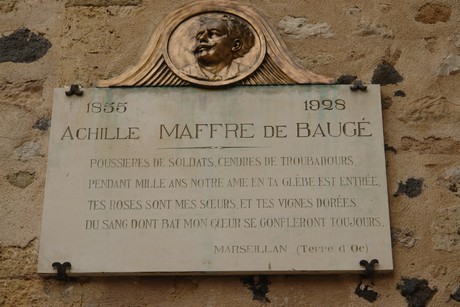 1855 1928
ACHILLE MAFFRE DE BAUGÉ
POUSSIÈRES DE SOLDATS, CENDRES DE TROUBADOURS,
PENDANT MILLE ANS NOTRE AME EN TA GLÈBE EST ENTRÉE,
TES ROSES SONT MES SŒURS, ET TES VIGNES DORÉES
DU SANG DONT BAT MON CŒUR SE GONFLERONT TOUJOURS.
MARSEILLAN (Terre d'Oc)